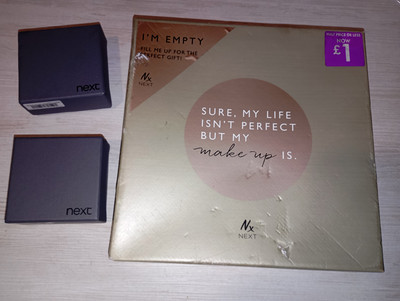 next
next
I'M EMPTY
FILL ME UP FOR THE
PERFECT GIFT!
Nx
NEXT
NOW
£1
SURE, MY LIFE
ISN'T PERFECT
BUT MY
make up IS.
Nx
NEXT